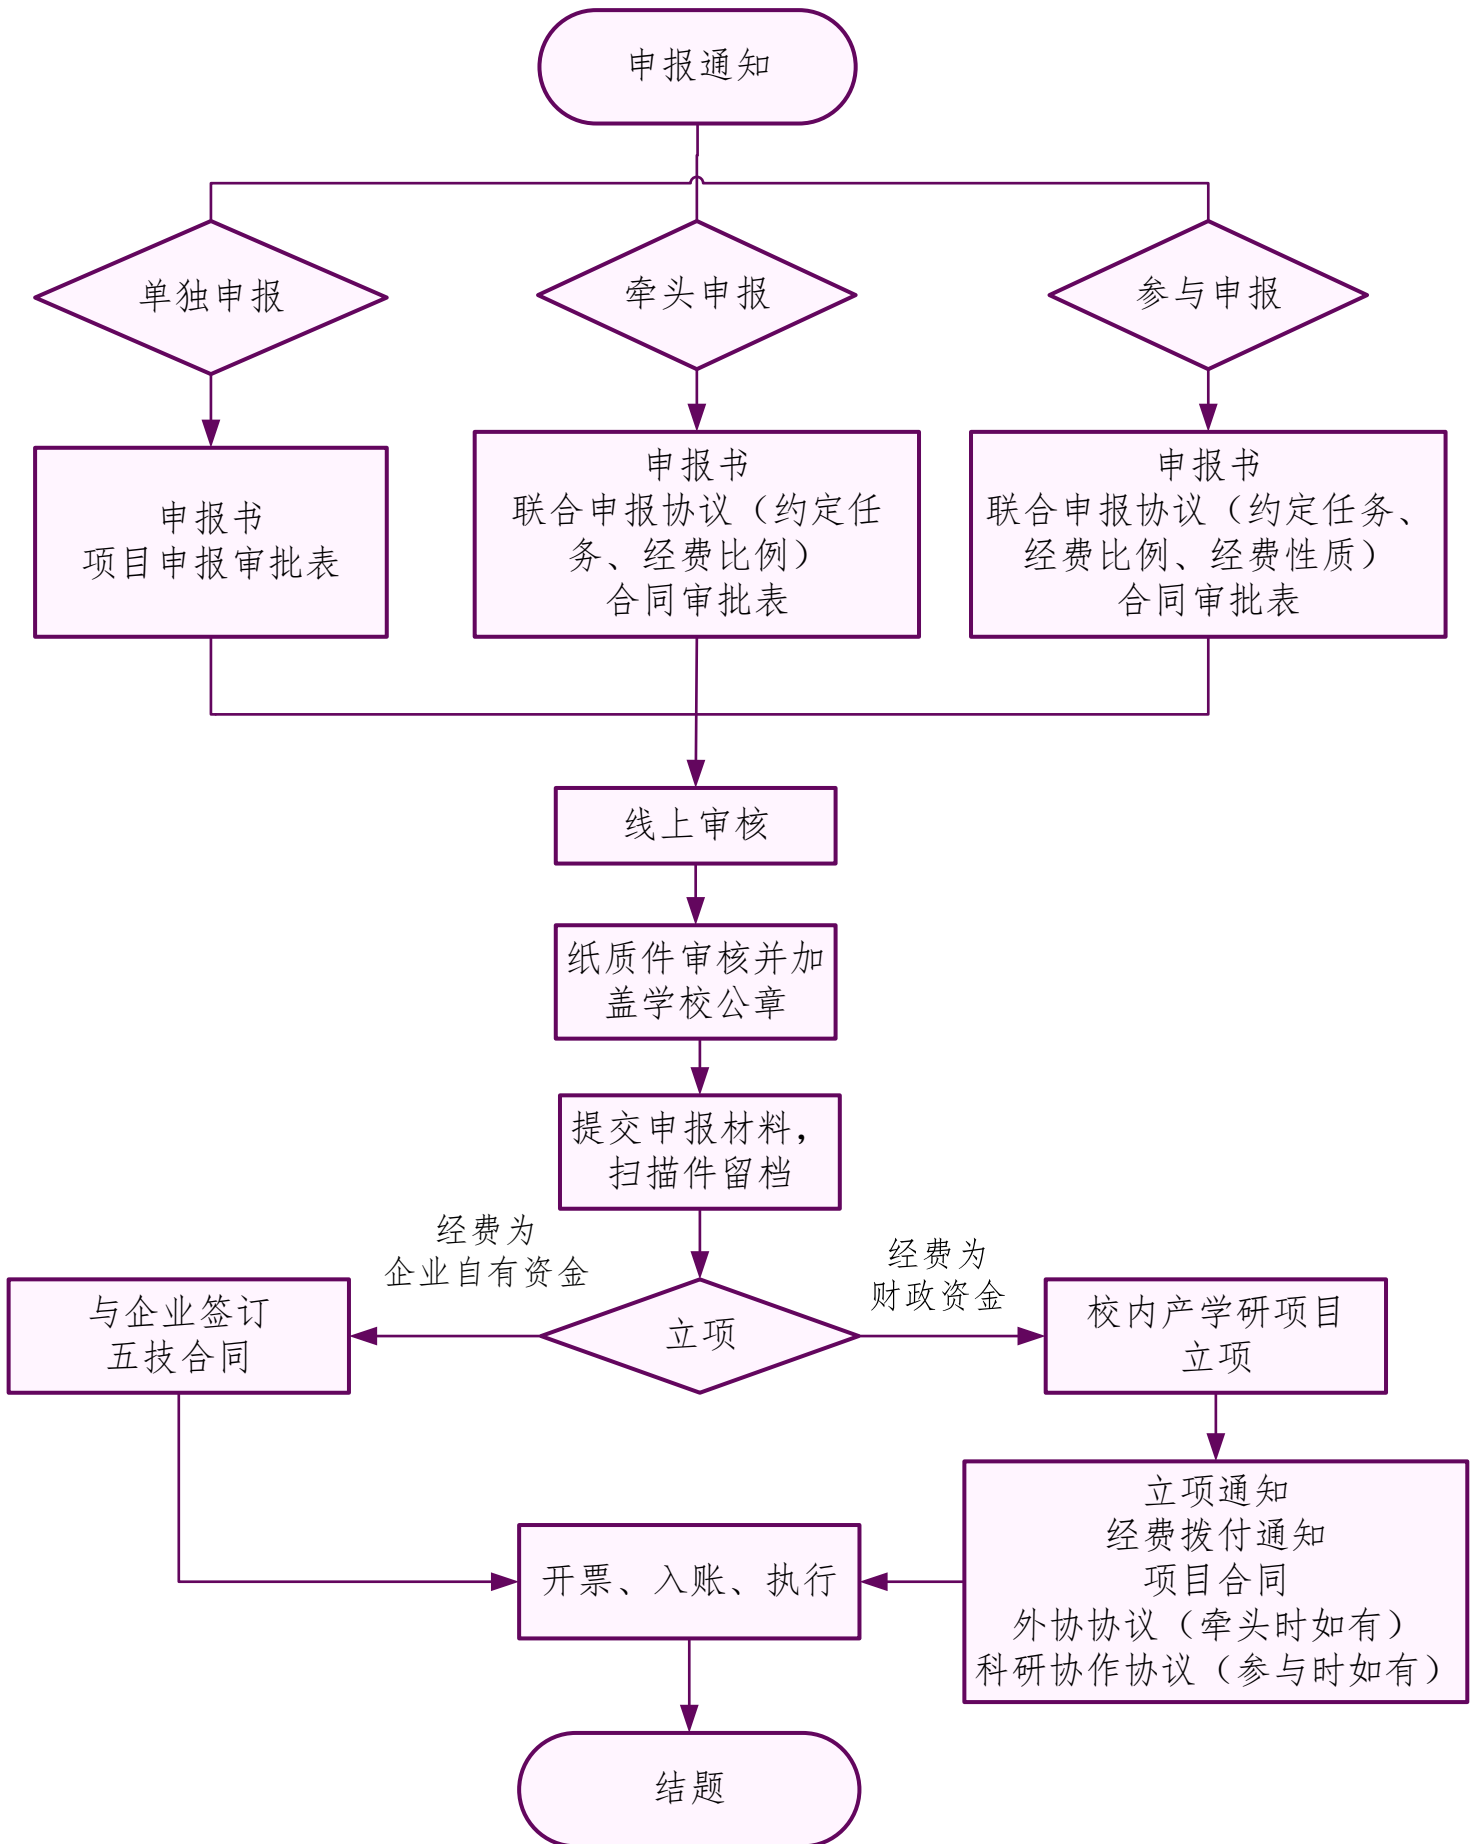 申报通知
单独申报
牵头申报
参与申报
申报书
项目申报审批表
申报书
联合申报协议（约定任
务、经费比例）
合同审批表
申报书
联合申报协议（约定任务、
经费比例、经费性质）
合同审批表
线上审核
纸质件审核并加
盖学校公章
提交申报材料，
扫描件留档
经费为
企业自有资金
经费为
财政资金
与企业签订
五技合同
立项
校内产学研项目
立项
立项通知
经费拨付通知
项目合同
外协协议（牵头时如有）
科研协作协议（参与时如有）
开票、入账、执行
结题